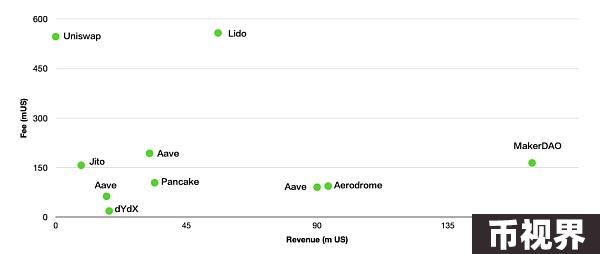 600
Uniswap
Lido
450
Fee (mUS)
300
MakerDAO
Aave
Jito
150
Pancake
Aave
Aave
Aerodrome
dYdX
0
0
45
90
135
Revenue (m US)
币视界